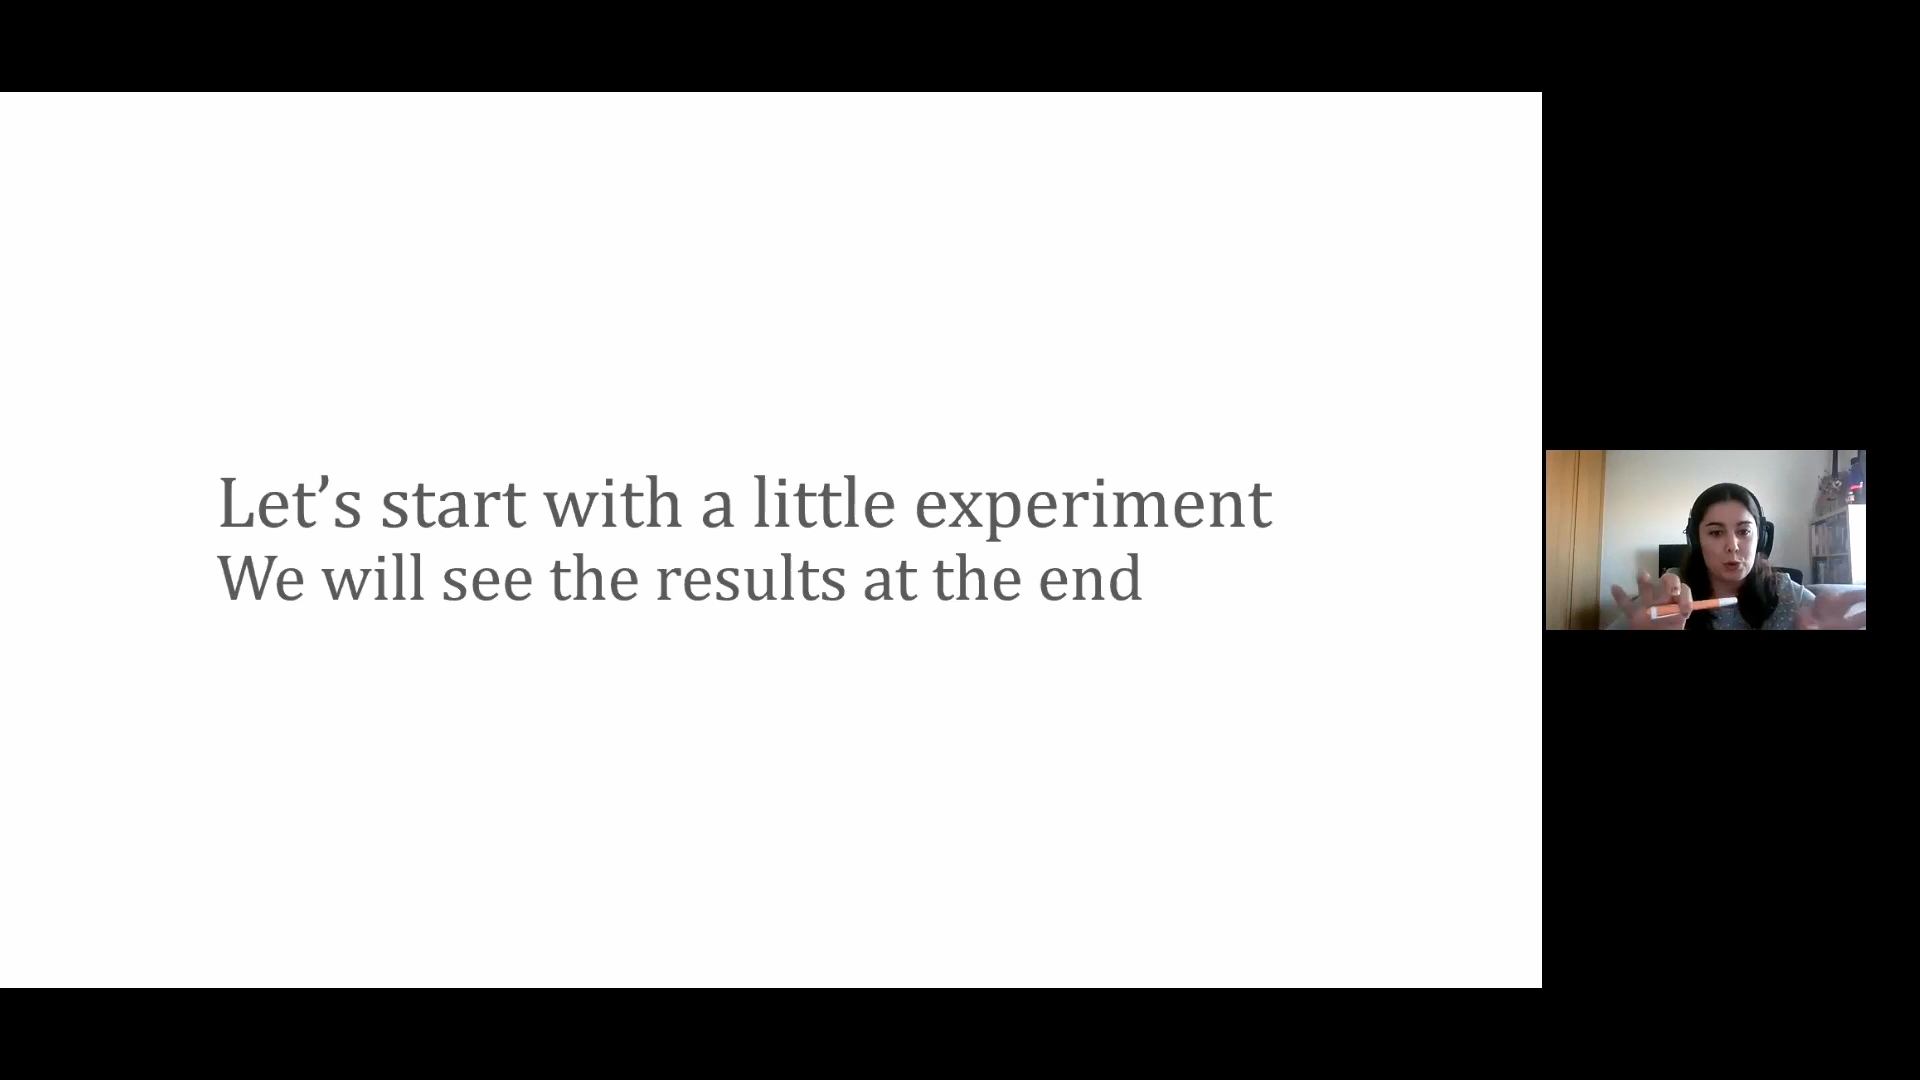 Let’s start with a little experiment
We will see the results at the end